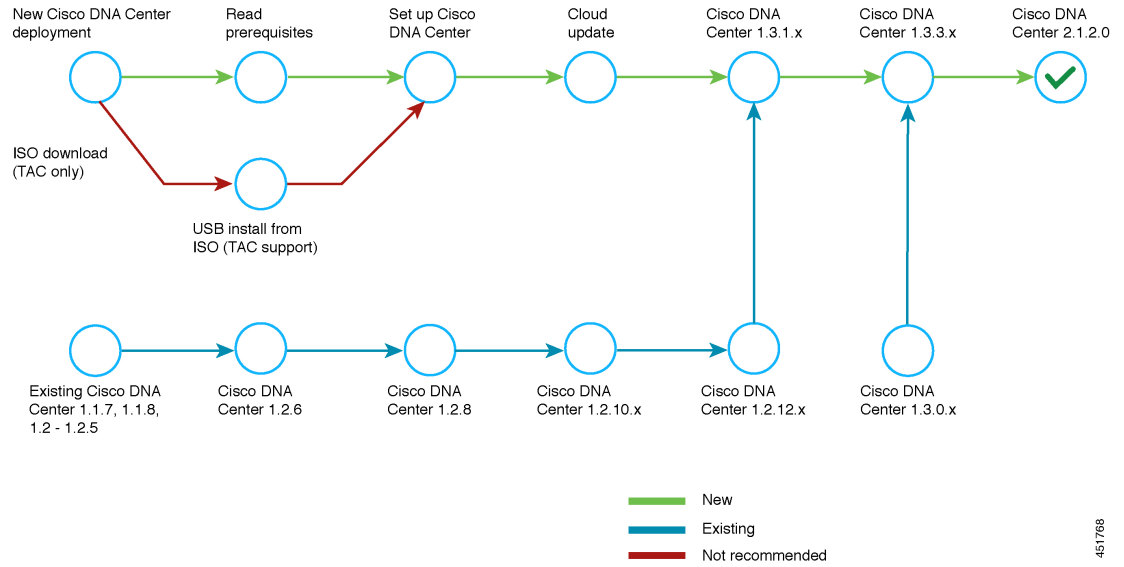 New Cisco DNA Center
deployment
Read
prerequisites
Set up Cisco
DNA Center
Cloud
update
Cisco DNA
Center 1.3.1.x
Cisco DNA
Center 1.3.3.x
Cisco DNA
Center 2.1.2.0
ISO download
(TAC only)
USB install from
ISO (TAC support)
Existing Cisco DNA
Center 1.1.7, 1.1.8,
1.2 - 1.2.5
Cisco DNA
Center 1.2.6
Cisco DNA
Center 1.2.8
Cisco DNA
Center 1.2.10.x
Cisco DNA
Center 1.2.12.x
Cisco DNA
Center 1.3.0.x
New
Existing
Not recommended
451768